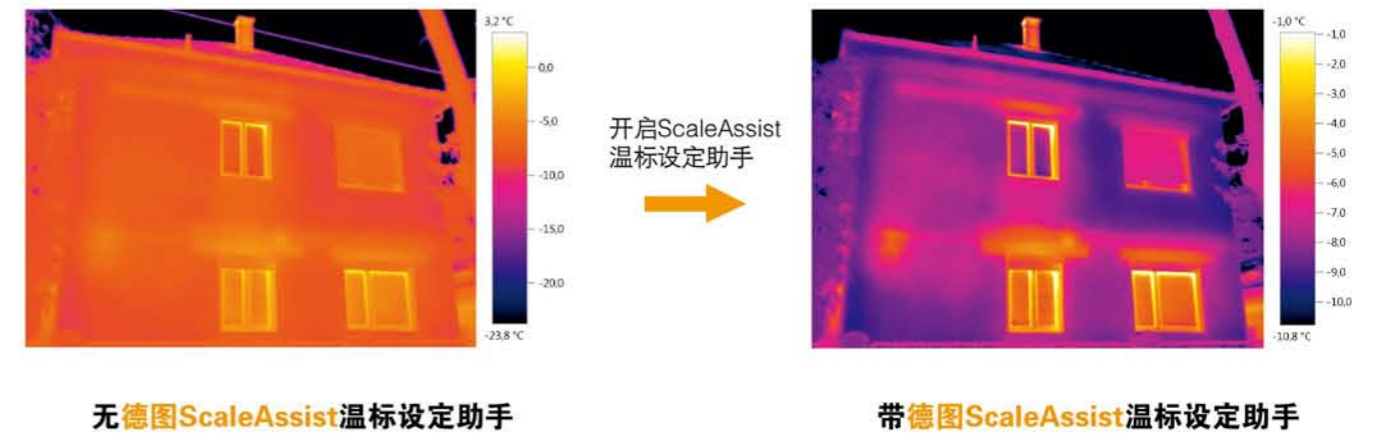 3,2 °C
0,0
-5,0
-10,0
-15,0
-20,0
-23,8 °C
开启ScaleAssist
温标设定助手
-1,0 °C
-1,0
-2,0
-3,0
-4,0
-5,0
-6,0
-7,0
-8,0
-9,0
-10,0
-10,8 °C
无德图ScaleAssist温标设定助手
带德图ScaleAssist温标设定助手